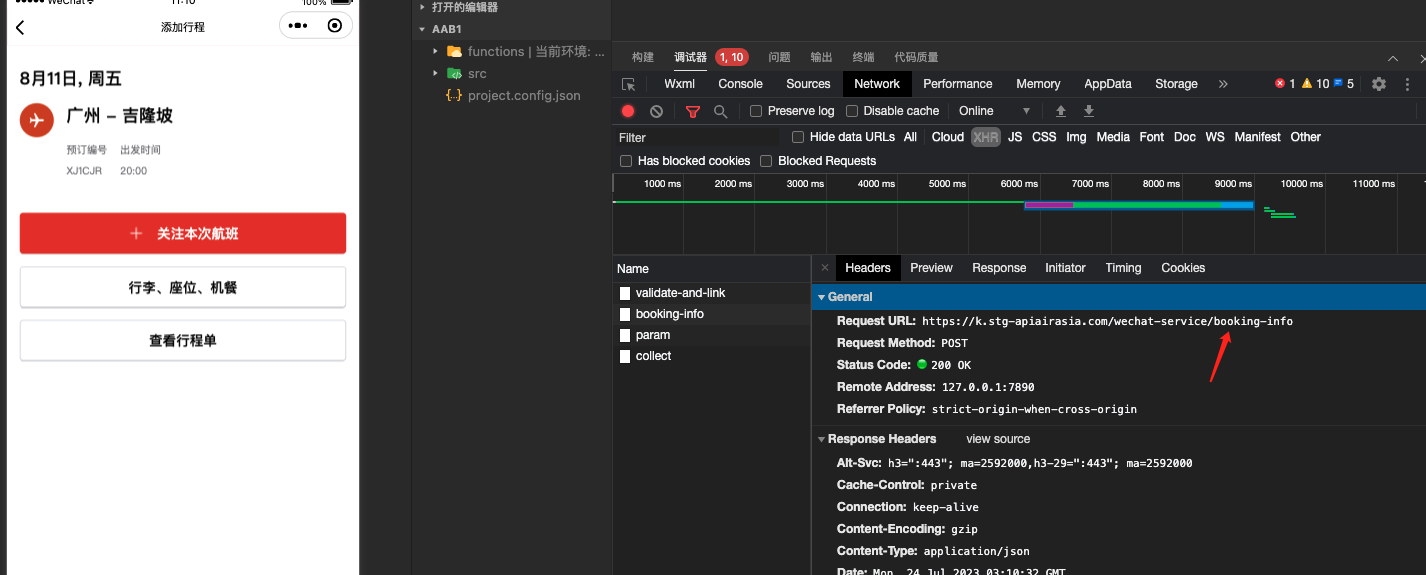 WeChat
11:10
100%
添加行程
8月11日, 周五
广州 – 吉隆坡
预订编号 出发时间
XJ1CJR 20:00
+ 关注本次航班
行李、座位、机餐
查看行程单
打开的编辑器
AAB1
functions | 当前环境: ...
src
project.config.json
构建 调试器 1, 10 问题 输出 终端 代码质量
Wxml Console Sources Network Performance Memory AppData Storage » 1 10 5
Preserve log Disable cache Online
Filter Hide data URLs All Cloud XHR JS CSS Img Media Font Doc WS Manifest Other
Has blocked cookies Blocked Requests
1000 ms 2000 ms 3000 ms 4000 ms 5000 ms 6000 ms 7000 ms 8000 ms 9000 ms 10000 ms 11000 ms
Name
validate-and-link
booking-info
param
collect
× Headers Preview Response Initiator Timing Cookies
General
Request URL: https://k.stg-apiairasia.com/wechat-service/booking-info
Request Method: POST
Status Code: 200 OK
Remote Address: 127.0.0.1:7890
Referrer Policy: strict-origin-when-cross-origin
Response Headers view source
Alt-Svc: h3=":443"; ma=2592000,h3-29=":443"; ma=2592000
Cache-Control: private
Connection: keep-alive
Content-Encoding: gzip
Content-Type: application/json
Date: Mon, 24 Jul 2023 03:10:32 GMT